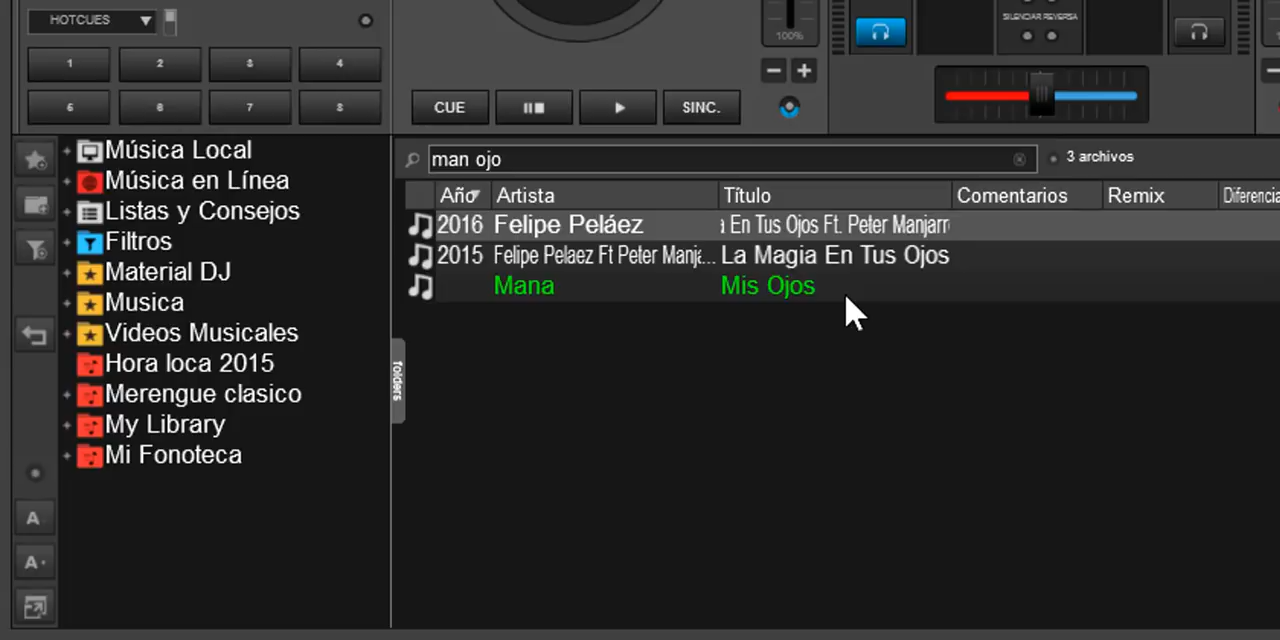 HOTCUES
1 2 3 4
5 6 7 8
CUE SINC.
100%
SILENCIAR REVERSA
man ojo 3 archivos
Año Artista Título Comentarios Remix Diferencia
2016 Felipe Peláez a En Tus Ojos Ft. Peter Manjarr
2015 Felipe Pelaez Ft Peter Manja... La Magia En Tus Ojos
Mana Mis Ojos
Música Local
Música en Línea
Listas y Consejos
Filtros
Material DJ
Musica
Videos Musicales
Hora loca 2015
Merengue clasico
My Library
Mi Fonoteca
folders
A
A